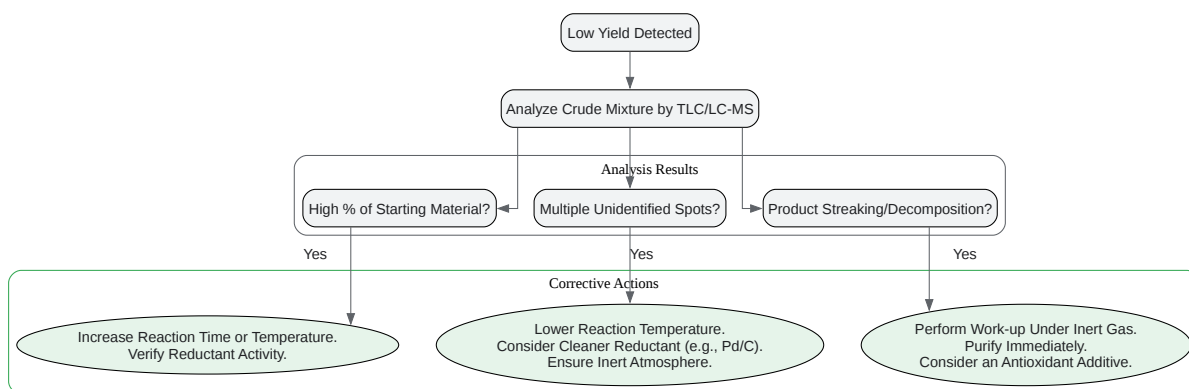 Low Yield Detected
Analyze Crude Mixture by TLC/LC-MS
Analysis Results
High % of Starting Material?
Multiple Unidentified Spots?
Product Streaking/Decomposition?
Yes
Yes
Yes
Corrective Actions
Increase Reaction Time or Temperature.
Verify Reductant Activity.
Lower Reaction Temperature.
Consider Cleaner Reductant (e.g., Pd/C).
Ensure Inert Atmosphere.
Perform Work-up Under Inert Gas.
Purify Immediately.
Consider an Antioxidant Additive.